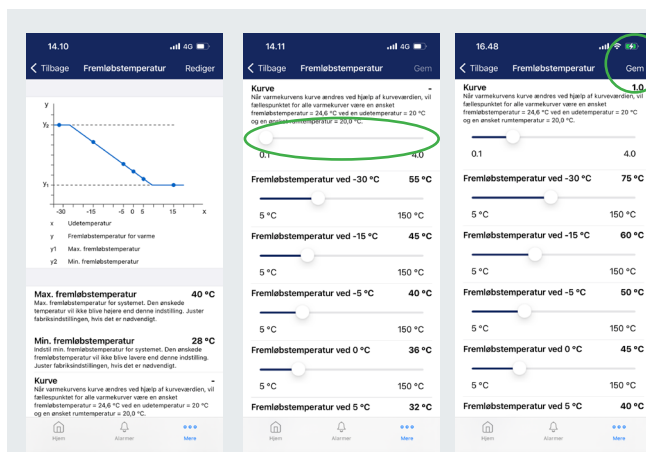 14.10
4G
Tilbage Fremløbstemperatur Rediger
y
y₂
y₁
-30 -15 -5 0 5 15 x
x Udetemperatur
y Fremløbstemperatur for varme
y1 Max. fremløbstemperatur
y2 Min. fremløbstemperatur
Max. fremløbstemperatur 40 °C
Max. fremløbstemperatur for systemet. Den ønskede
temperatur vil ikke blive højere end denne indstilling. Juster
fabriksindstillingen, hvis det er nødvendigt.
Min. fremløbstemperatur 28 °C
Indstil min. fremløbstemperatur for systemet. Den ønskede
fremløbstemperatur vil ikke blive lavere end denne indstilling.
Juster fabriksindstillingen, hvis det er nødvendigt.
Kurve -
Når varmekurvens kurve ændres ved hjælp af kurveværdien, vil
fællespunktet for alle varmekurver være en ønsket
fremløbstemperatur = 24,6 °C ved en udetemperatur = 20 °C
og en ønsket rumtemperatur = 20,0 °C.
Hjem Alarmer Mere
14.11
4G
Tilbage Fremløbstemperatur Gem
Kurve -
Når varmekurvens kurve ændres ved hjælp af kurveværdien, vil
fællespunktet for alle varmekurver være en ønsket
fremløbstemperatur = 24,6 °C ved en udetemperatur = 20 °C
og en ønsket rumtemperatur = 20,0 °C.
0.1 4.0
Fremløbstemperatur ved -30 °C 55 °C
5 °C 150 °C
Fremløbstemperatur ved -15 °C 45 °C
5 °C 150 °C
Fremløbstemperatur ved -5 °C 40 °C
5 °C 150 °C
Fremløbstemperatur ved 0 °C 36 °C
5 °C 150 °C
Fremløbstemperatur ved 5 °C 32 °C
Hjem Alarmer Mere
16.48
Tilbage Fremløbstemperatur Gem
Kurve 1.0
Når varmekurvens kurve ændres ved hjælp af kurveværdien, vil
fællespunktet for alle varmekurver være en ønsket
fremløbstemperatur = 24,6 °C ved en udetemperatur = 20 °C
og en ønsket rumtemperatur = 20,0 °C.
0.1 4.0
Fremløbstemperatur ved -30 °C 75 °C
5 °C 150 °C
Fremløbstemperatur ved -15 °C 60 °C
5 °C 150 °C
Fremløbstemperatur ved -5 °C 50 °C
5 °C 150 °C
Fremløbstemperatur ved 0 °C 45 °C
5 °C 150 °C
Fremløbstemperatur ved 5 °C 40 °C
Hjem Alarmer Mere